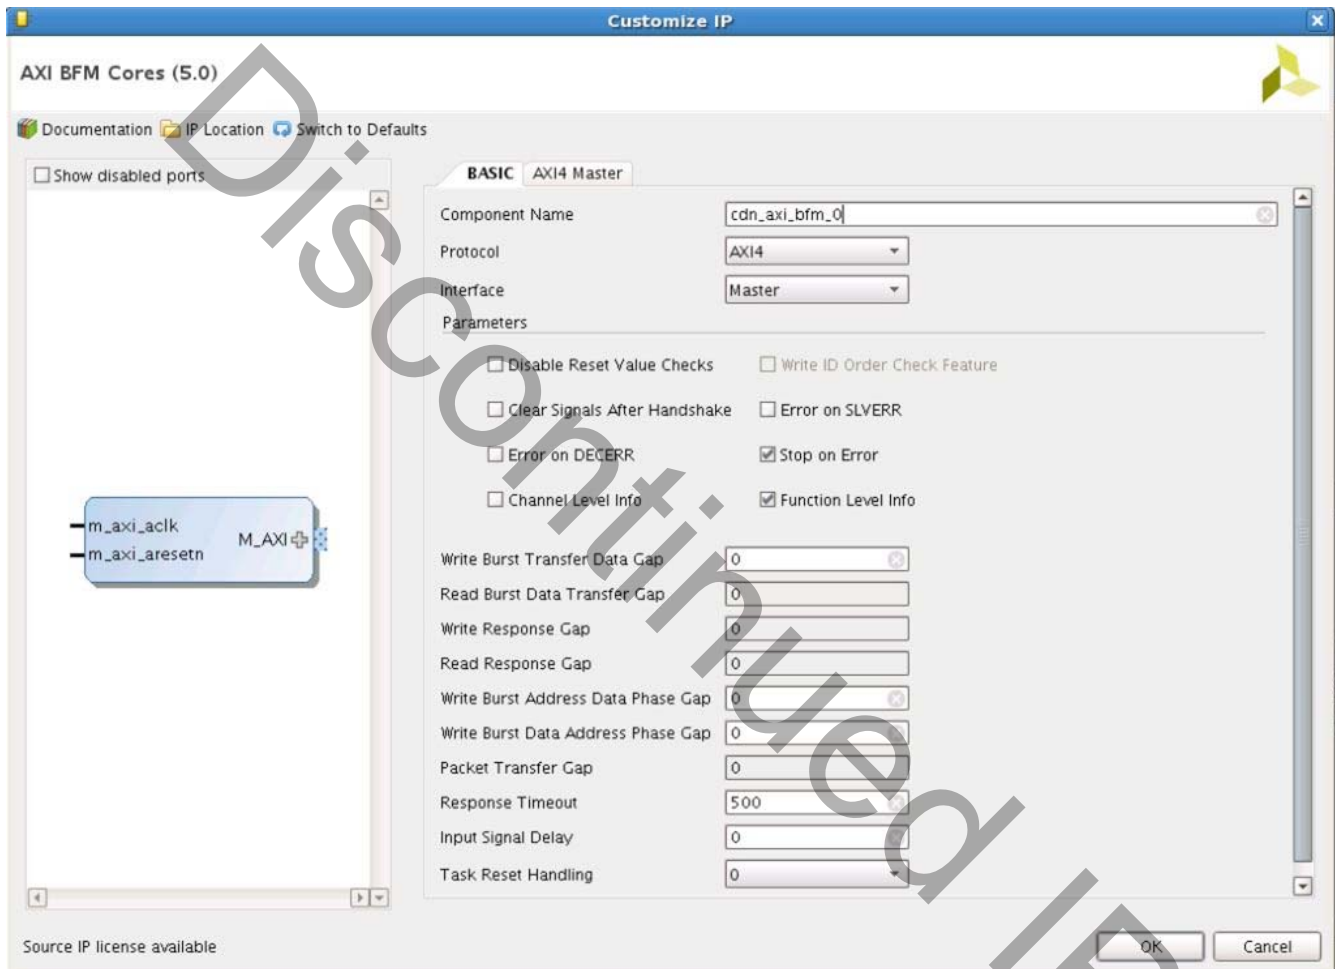 Customize IP
AXI BFM Cores (5.0)
Documentation IP Location Switch to Defaults
Show disabled ports
m_axi_aclk
m_axi_aresetn
M_AXI
BASIC AXI4 Master
Component Name cdn_axi_bfm_0
Protocol AXI4
Interface Master
Parameters
Disable Reset Value Checks Write ID Order Check Feature
Clear Signals After Handshake Error on SLVERR
Error on DECERR Stop on Error
Channel Level Info Function Level Info
Write Burst Transfer Data Gap 0
Read Burst Data Transfer Gap 0
Write Response Gap 0
Read Response Gap 0
Write Burst Address Data Phase Gap 0
Write Burst Data Address Phase Gap 0
Packet Transfer Gap 0
Response Timeout 500
Input Signal Delay 0
Task Reset Handling 0
Source IP license available
OK Cancel
Discontinued IP